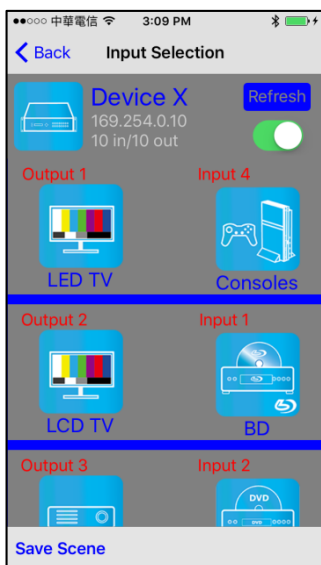 中華電信 3:09 PM
Back Input Selection
Device X Refresh
169.254.0.10
10 in/10 out
Output 1 Input 4
LED TV Consoles
Output 2 Input 1
LCD TV BD
Output 3 Input 2
DVD
Save Scene